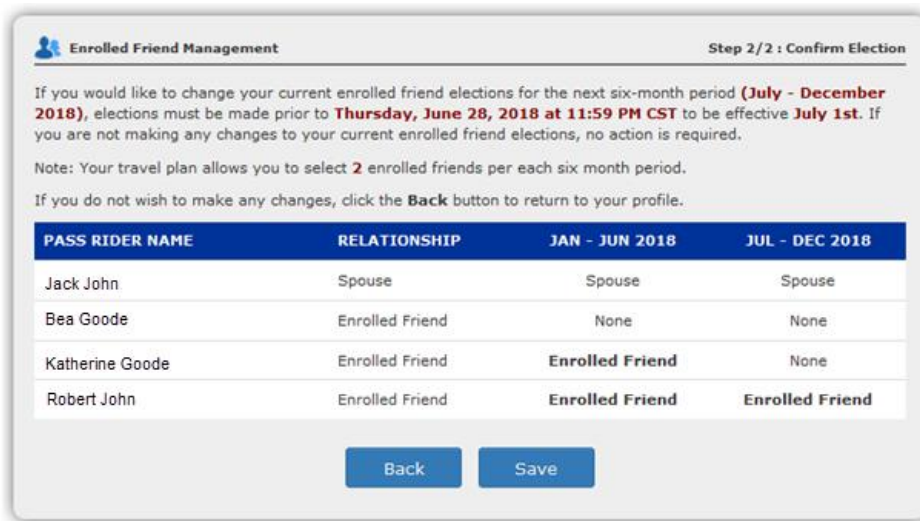 Enrolled Friend Management Step 2/2 : Confirm Election
If you would like to change your current enrolled friend elections for the next six-month period (July - December
2018), elections must be made prior to Thursday, June 28, 2018 at 11:59 PM CST to be effective July 1st. If
you are not making any changes to your current enrolled friend elections, no action is required.
Note: Your travel plan allows you to select 2 enrolled friends per each six month period.
If you do not wish to make any changes, click the Back button to return to your profile.
PASS RIDER NAME RELATIONSHIP JAN - JUN 2018 JUL - DEC 2018
Jack John Spouse Spouse Spouse
Bea Goode Enrolled Friend None None
Katherine Goode Enrolled Friend Enrolled Friend None
Robert John Enrolled Friend Enrolled Friend Enrolled Friend
Back Save